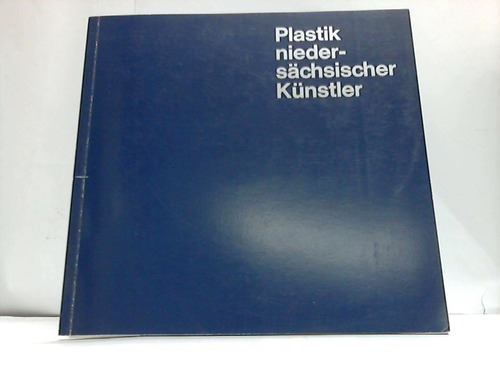 Plastik
nieder-
sächsischer
Künstler